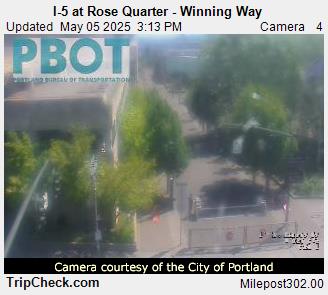 I-5 at Rose Quarter - Winning Way
Updated May 05 2025 3:13 PM Camera 4
PBOT
PORTLAND BUREAU OF TRANSPORTATION
Camera courtesy of the City of Portland
TripCheck.com Milepost302.00